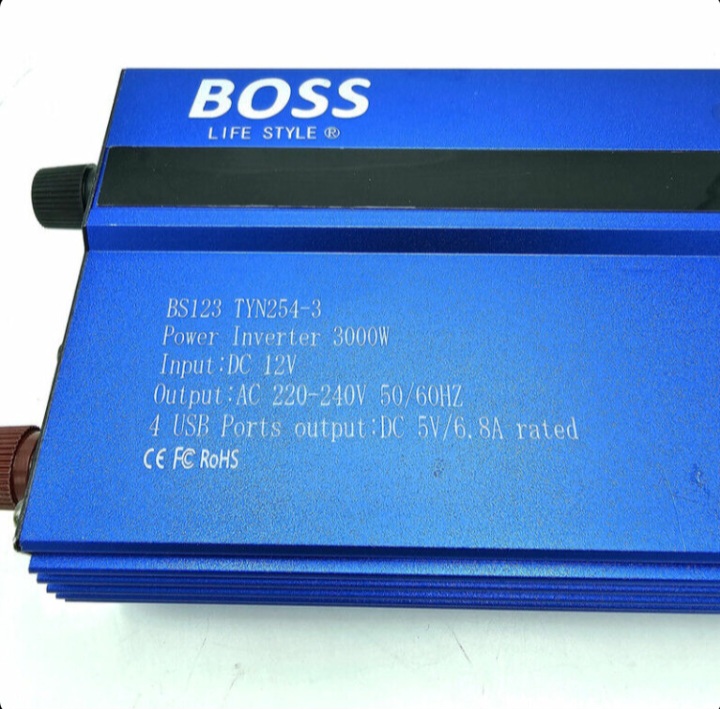 BOSS
LIFE STYLE ®
BS123 TYN254-3
Power Inverter 3000W
Input:DC 12V
Output:AC 220-240V 50/60HZ
4 USB Ports output:DC 5V/6.8A rated
CE FC RoHS